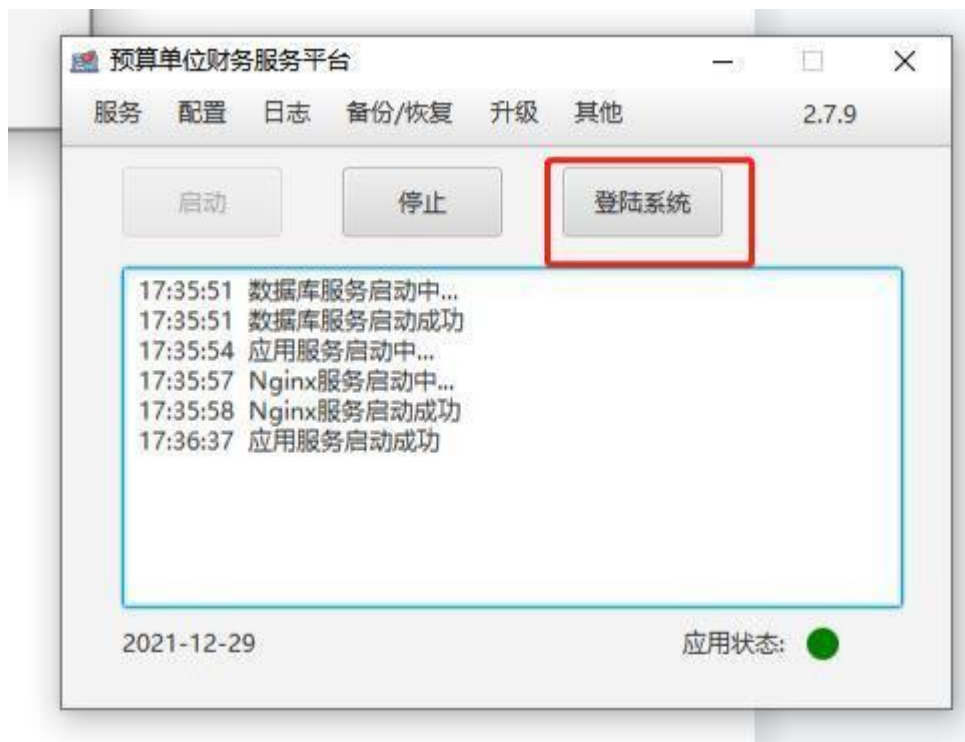 预算单位财务服务平台
服务 配置 日志 备份/恢复 升级 其他 2.7.9
启动 停止 登陆系统
17:35:51 数据库服务启动中...
17:35:51 数据库服务启动成功
17:35:54 应用服务启动中...
17:35:57 Nginx服务启动中...
17:35:58 Nginx服务启动成功
17:36:37 应用服务启动成功
2021-12-29 应用状态: